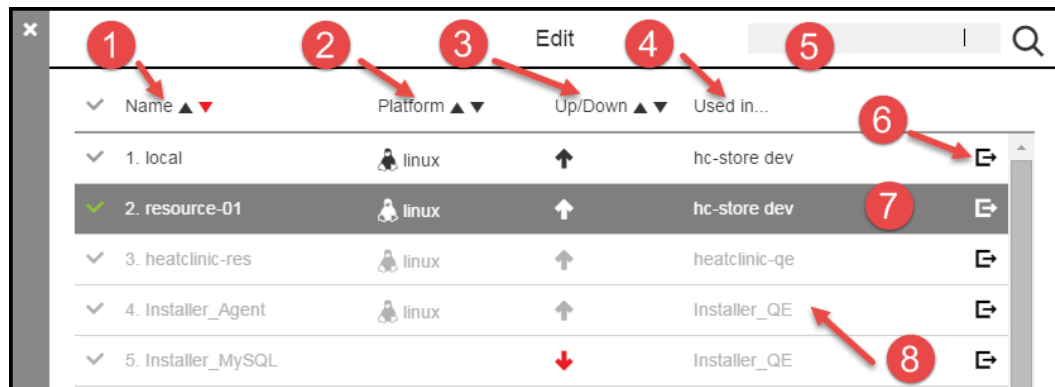 × 1 2 Edit 3 4 5
✓ Name ▲ ▼ Platform ▲ ▼ Up/Down ▲ ▼ Used in...
6
1. local linux hc-store dev
2. resource-01 linux hc-store dev 7
3. heatclinic-res linux heatclinic-qe
4. Installer_Agent linux Installer_QE
5. Installer_MySQL Installer_QE 8